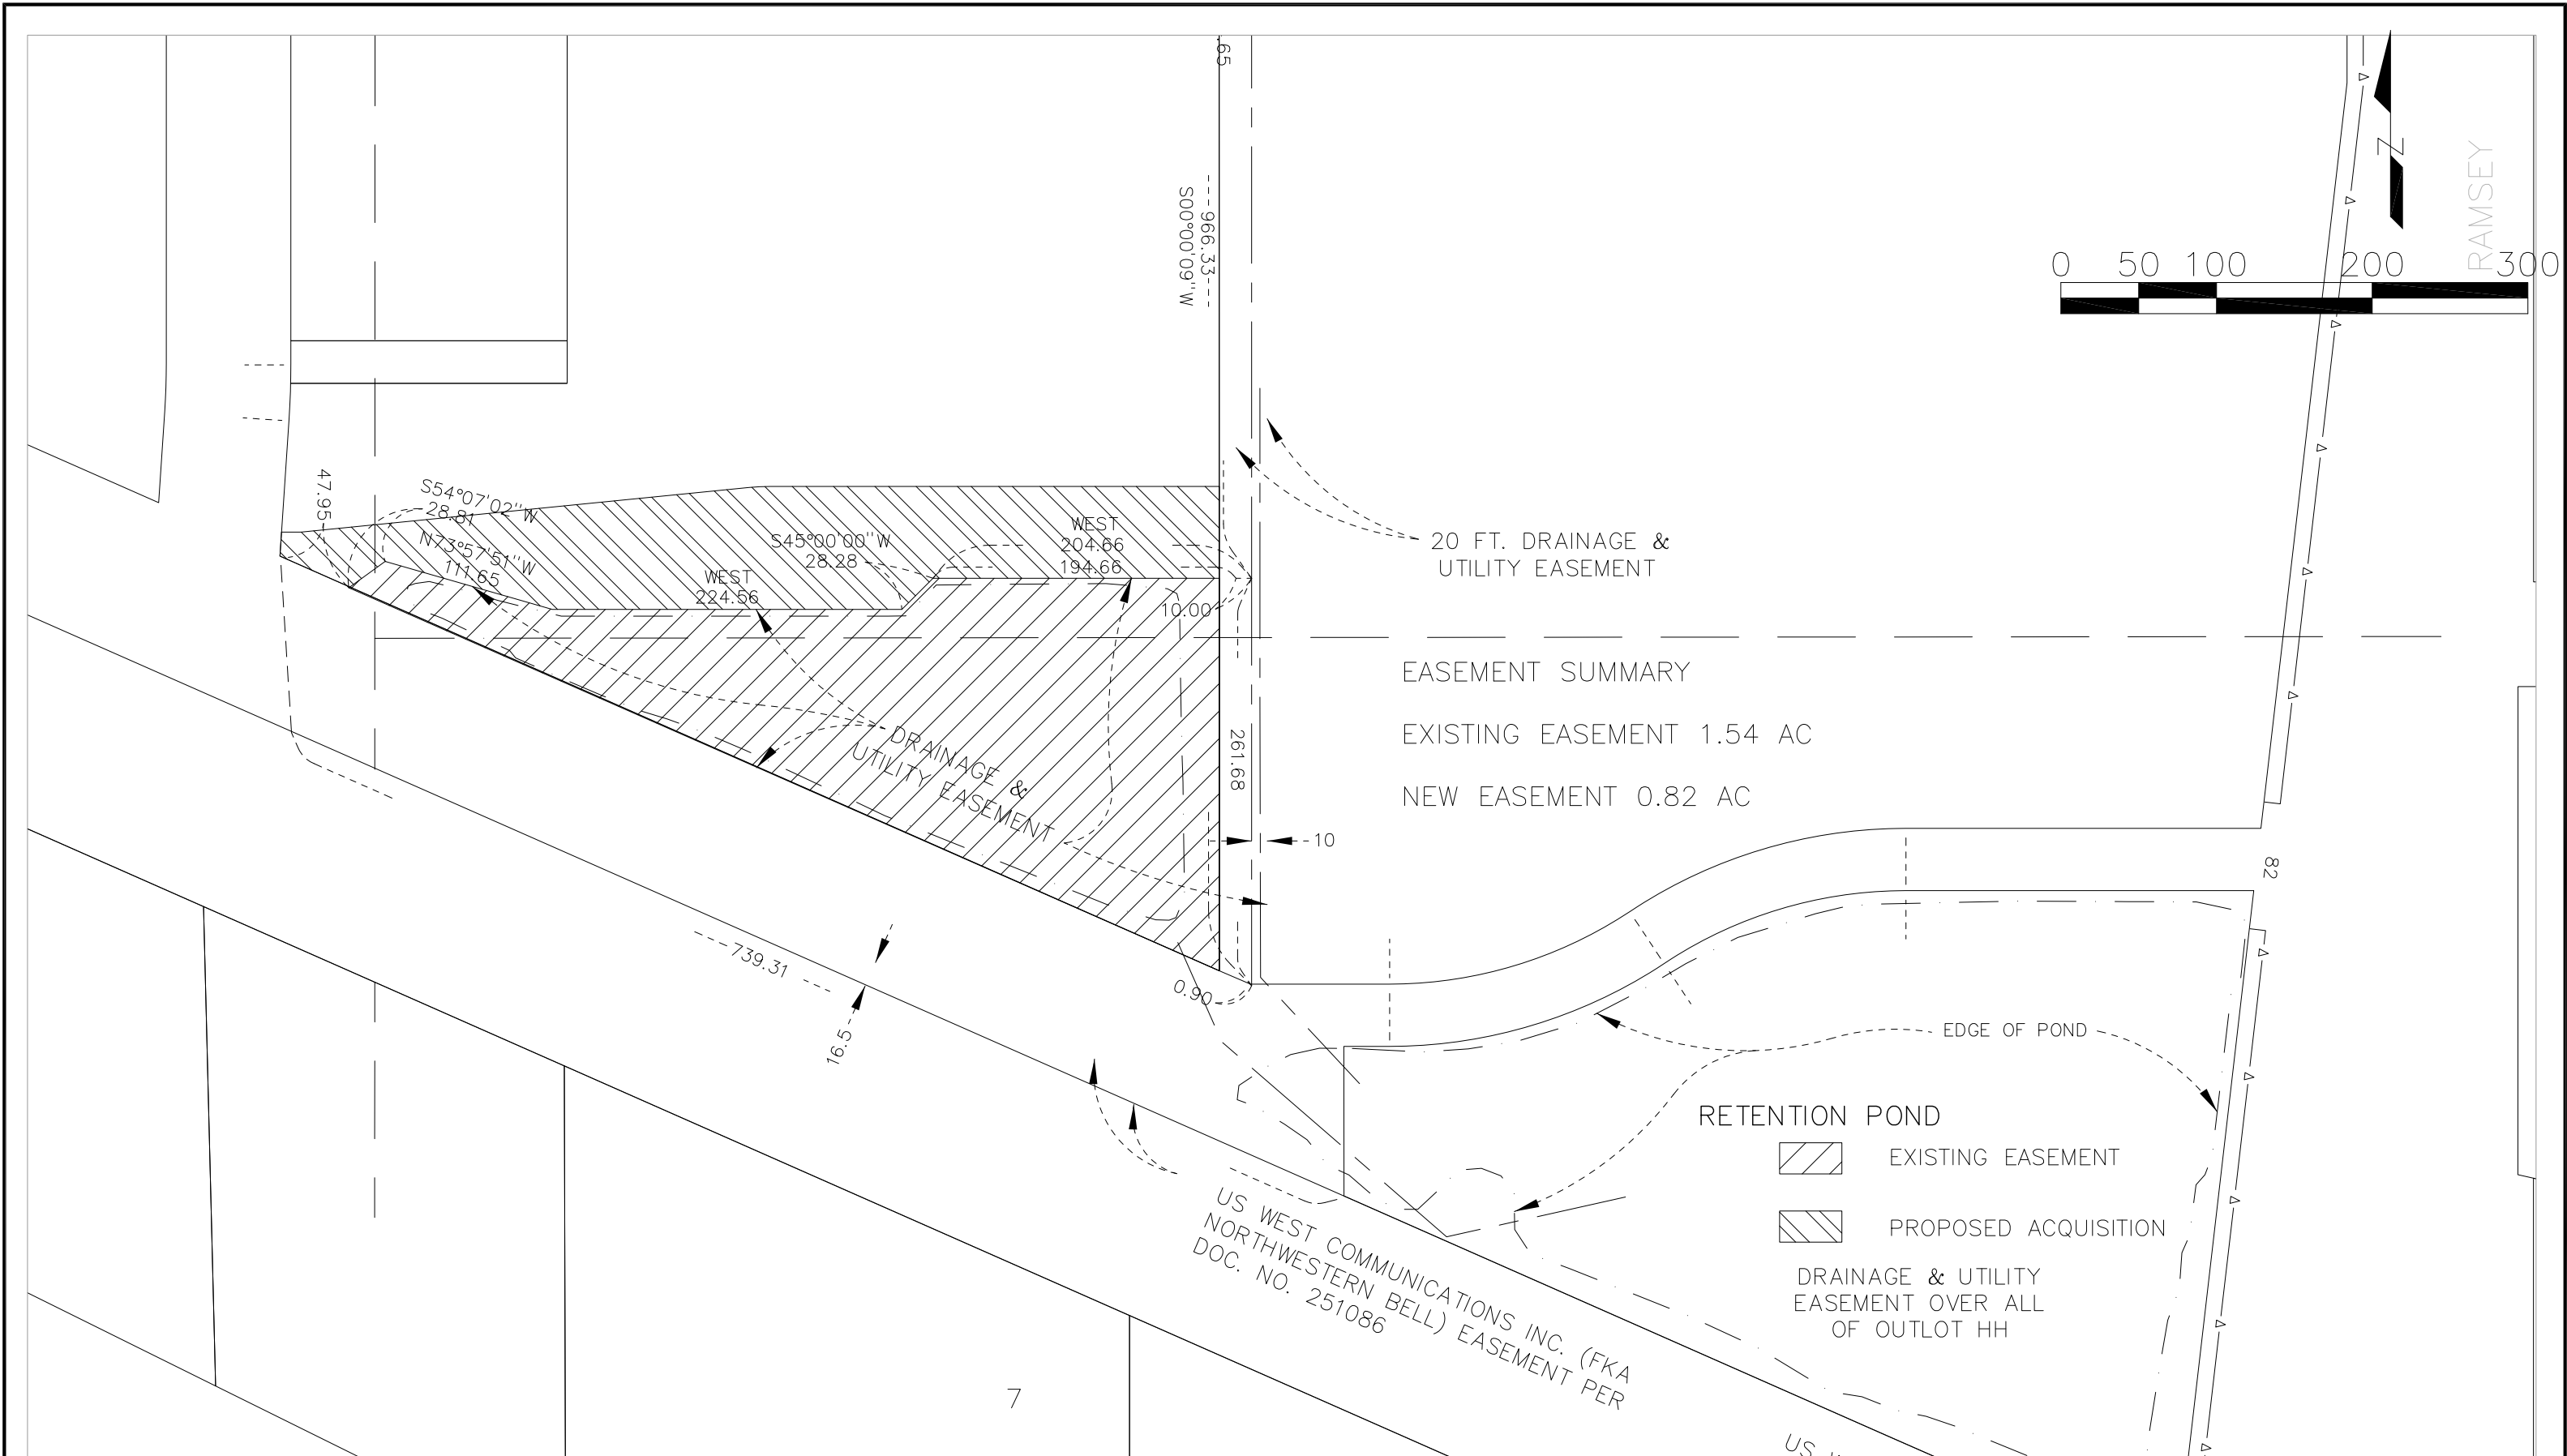 .65
Z
RAMSEY
0 50 100 200 300
---966.33---
S00°00'09"W
47.95
S54°07'02"W
28.81
N73°57'51"W
111.65
WEST
224.56
S45°00'00"W
28.28
WEST
204.66
194.66
10.00
20 FT. DRAINAGE &
UTILITY EASEMENT
EASEMENT SUMMARY
EXISTING EASEMENT 1.54 AC
NEW EASEMENT 0.82 AC
DRAINAGE &
UTILITY EASEMENT
261.68
10
82
739.31
16.5
0.90
EDGE OF POND
RETENTION POND
EXISTING EASEMENT
PROPOSED ACQUISITION
DRAINAGE & UTILITY
EASEMENT OVER ALL
OF OUTLOT HH
US WEST COMMUNICATIONS INC. (FKA
NORTHWESTERN BELL) EASEMENT PER
DOC. NO. 251086
7
US